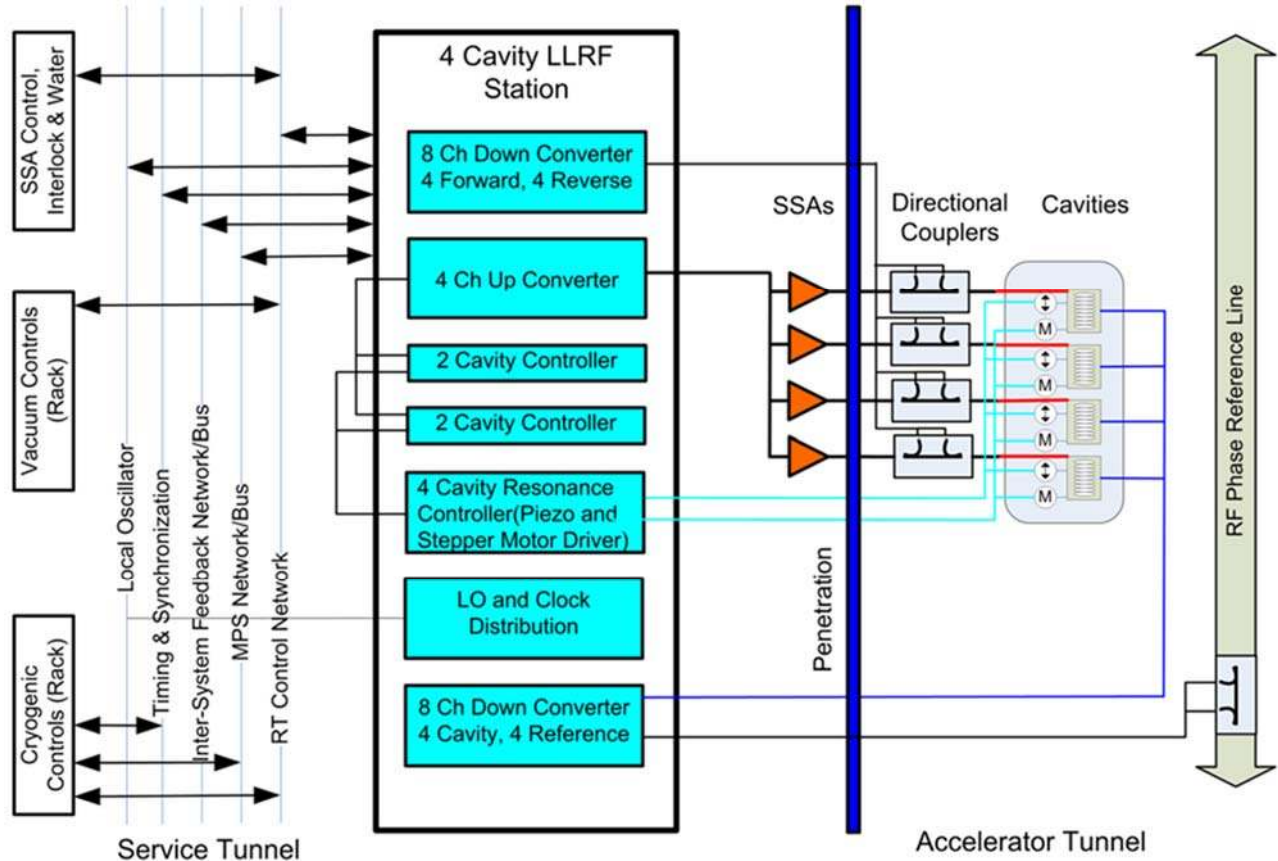 SSA Control,
Interlock & Water
Vacuum Controls
(Rack)
Cryogenic
Controls (Rack)
Local Oscillator
Timing & Synchronization
Inter-System Feedback Network/Bus
MPS Network/Bus
RT Control Network
Service Tunnel
4 Cavity LLRF
Station
8 Ch Down Converter
4 Forward, 4 Reverse
4 Ch Up Converter
2 Cavity Controller
2 Cavity Controller
4 Cavity Resonance
Controller(Piezo and
Stepper Motor Driver)
LO and Clock
Distribution
8 Ch Down Converter
4 Cavity, 4 Reference
SSAs
Penetration
Directional
Couplers
Cavities
M
M
M
M
RF Phase Reference Line
Accelerator Tunnel